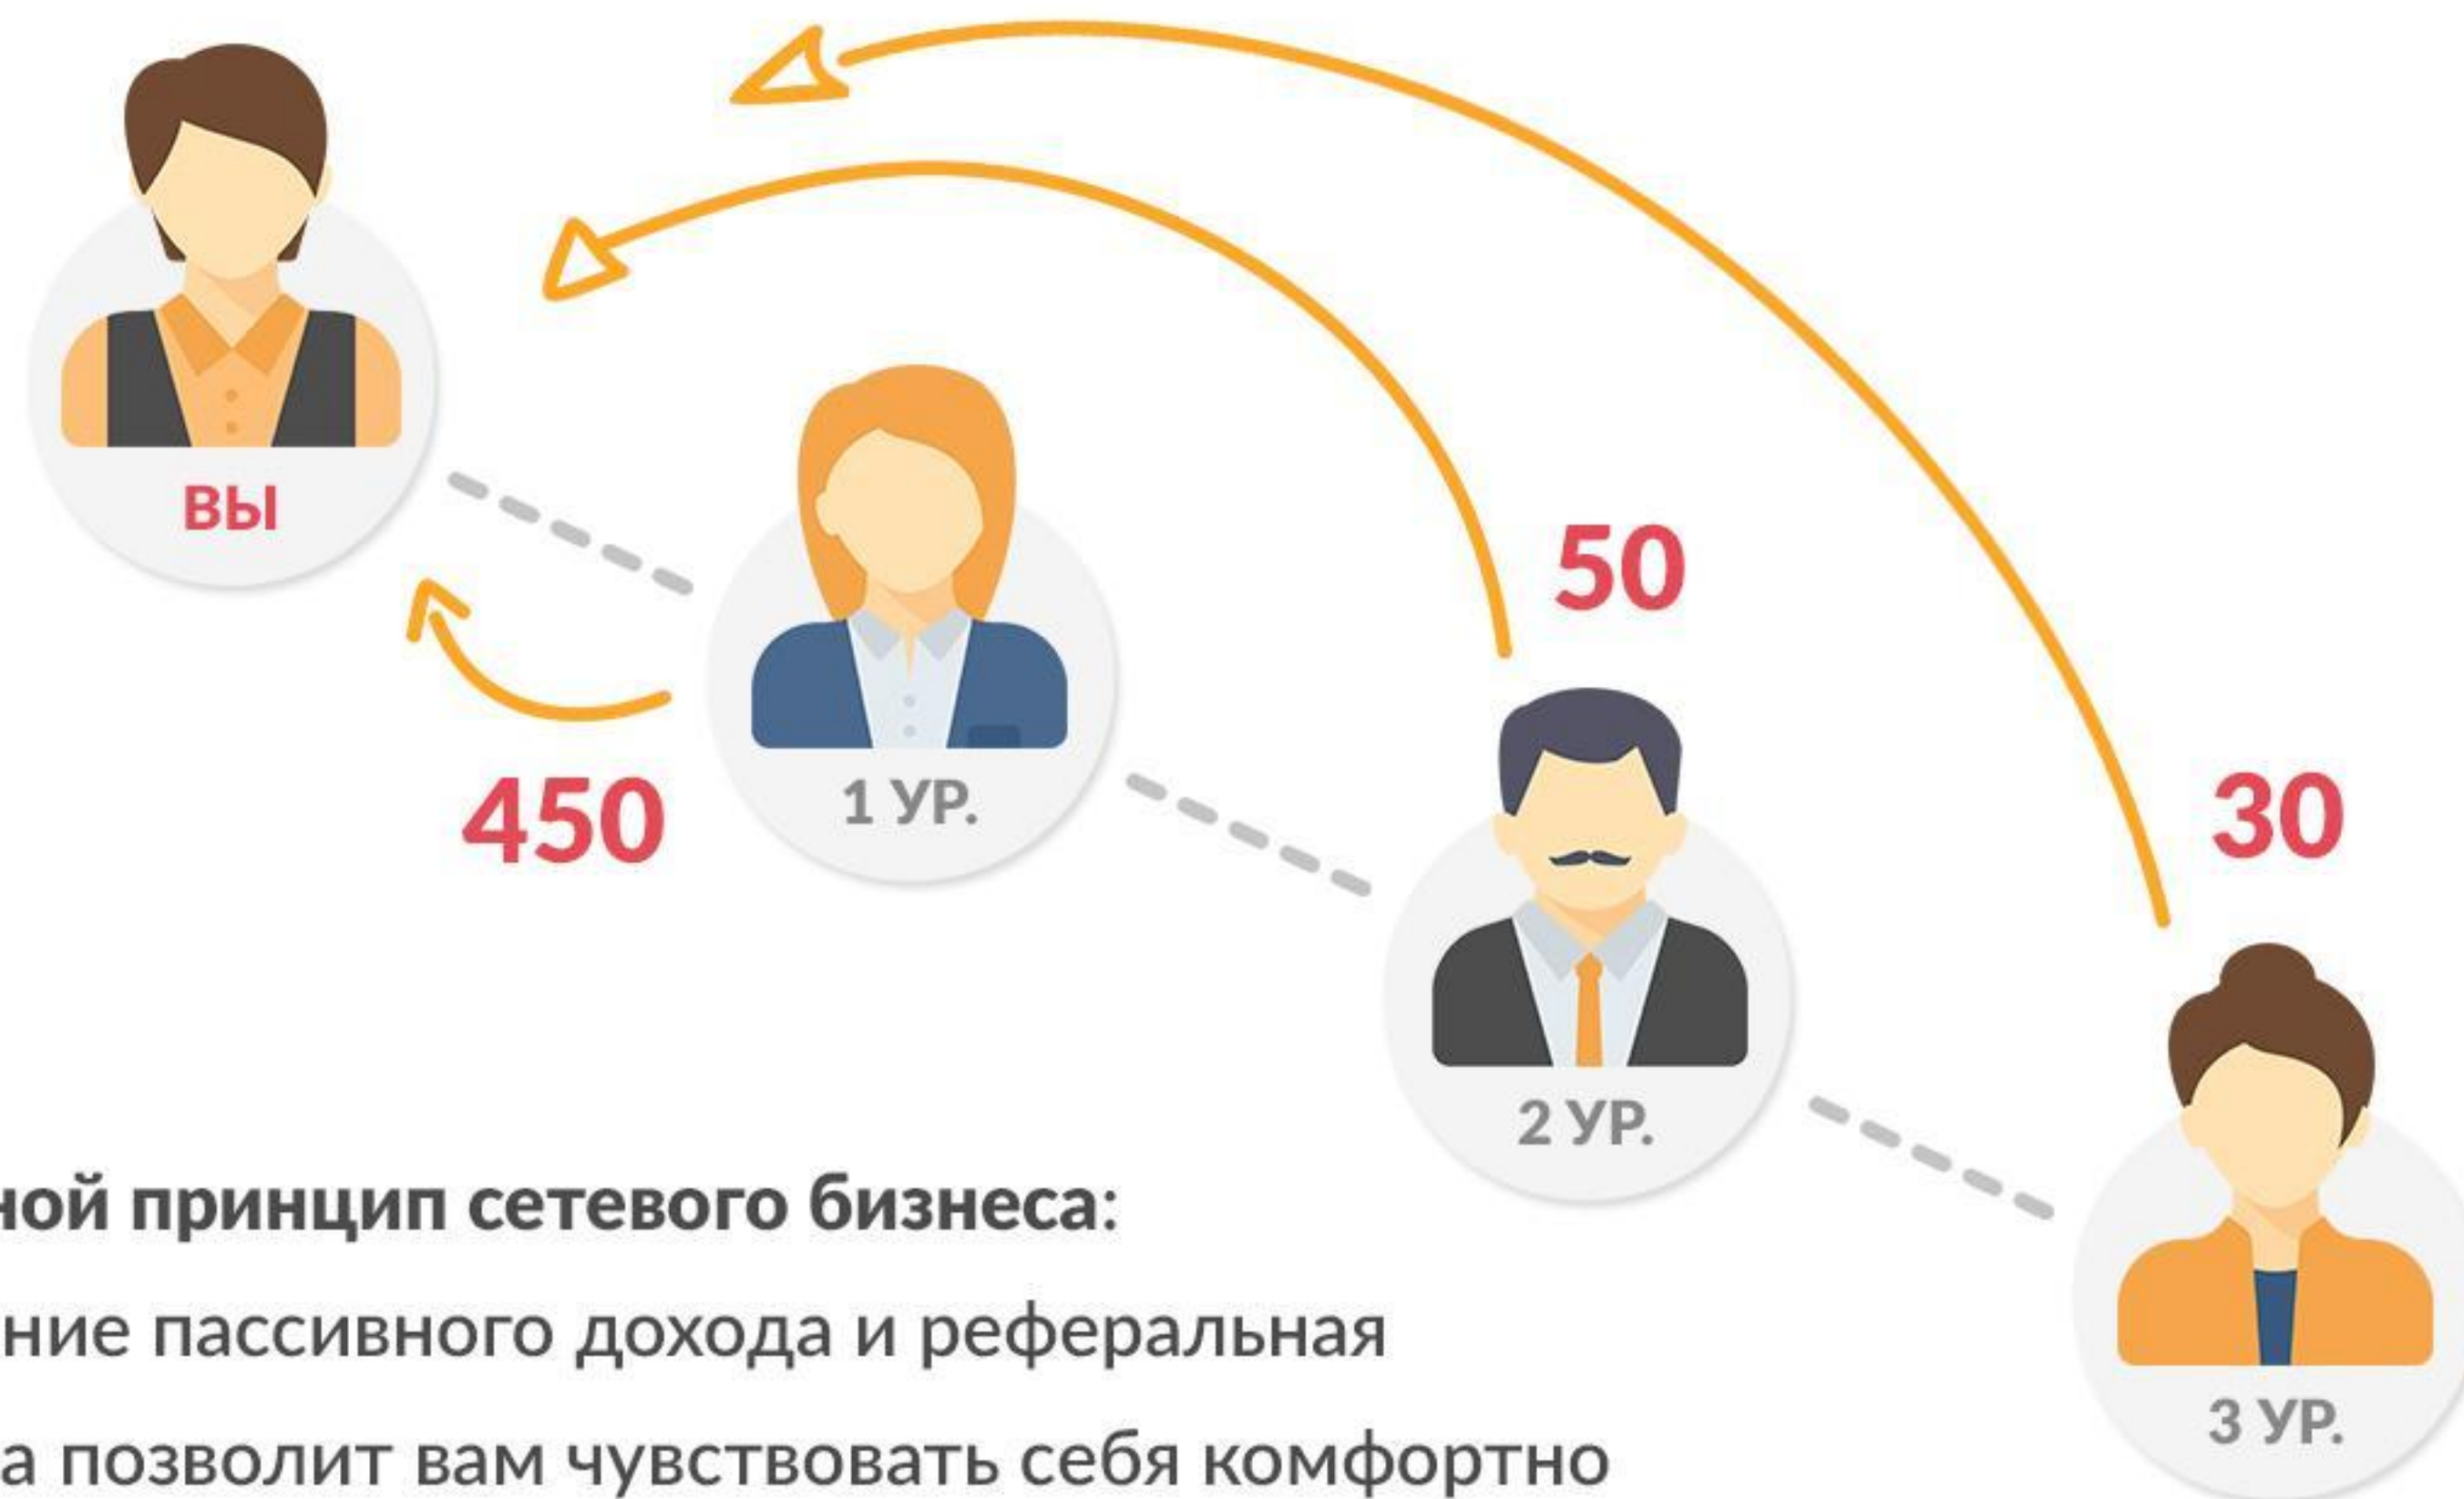 ВЫ
50
30
450
1 УР.
2 УР.
3 УР.
ной принцип сетевого бизнеса:
ние пассивного дохода и реферальная
а позволит вам чувствовать себя комфортно